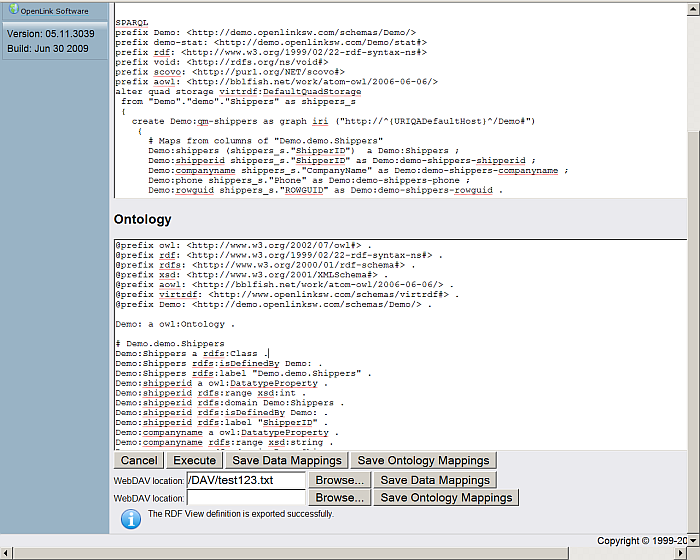 OpenLink Software
Version: 05.11.3039
Build: Jun 30 2009
SPARQL
prefix Demo: <http://demo.openlinksw.com/schemas/Demo/>
prefix demo-stat: <http://demo.openlinksw.com/Demo/stat#>
prefix rdf: <http://www.w3.org/1999/02/22-rdf-syntax-ns#>
prefix void: <http://rdfs.org/ns/void#>
prefix scovo: <http://purl.org/NET/scovo#>
prefix aowl: <http://bblfish.net/work/atom-owl/2006-06-06/>
alter quad storage virtrdf:DefaultQuadStorage
from "Demo"."demo"."Shippers" as shippers_s
{
create Demo:qm-shippers as graph iri ("http://^{URIQADefaultHost}^/Demo#")
{
# Maps from columns of "Demo.demo.Shippers"
Demo:shippers (shippers_s."ShipperID") a Demo:Shippers ;
Demo:shipperid shippers_s."ShipperID" as Demo:demo-shippers-shipperid ;
Demo:companyname shippers_s."CompanyName" as Demo:demo-shippers-companyname ;
Demo:phone shippers_s."Phone" as Demo:demo-shippers-phone ;
Demo:rowguid shippers_s."ROWGUID" as Demo:demo-shippers-rowguid .
Ontology
@prefix owl: <http://www.w3.org/2002/07/owl#> .
@prefix rdf: <http://www.w3.org/1999/02/22-rdf-syntax-ns#> .
@prefix rdfs: <http://www.w3.org/2000/01/rdf-schema#> .
@prefix xsd: <http://www.w3.org/2001/XMLSchema#> .
@prefix aowl: <http://bblfish.net/work/atom-owl/2006-06-06/> .
@prefix virtrdf: <http://www.openlinksw.com/schemas/virtrdf#> .
@prefix Demo: <http://demo.openlinksw.com/schemas/Demo/> .
Demo: a owl:Ontology .
# Demo.demo.Shippers
Demo:Shippers a rdfs:Class .
Demo:Shippers rdfs:isDefinedBy Demo: .
Demo:Shippers rdfs:label "Demo.demo.Shippers" .
Demo:shipperid a owl:DatatypeProperty .
Demo:shipperid rdfs:range xsd:int .
Demo:shipperid rdfs:domain Demo:Shippers .
Demo:shipperid rdfs:isDefinedBy Demo: .
Demo:shipperid rdfs:label "ShipperID" .
Demo:companyname a owl:DatatypeProperty .
Demo:companyname rdfs:range xsd:string .
Cancel Execute Save Data Mappings Save Ontology Mappings
WebDAV location: /DAV/test123.txt Browse... Save Data Mappings
WebDAV location: Browse... Save Ontology Mappings
The RDF View definition is exported successfully.
Copyright © 1999-20